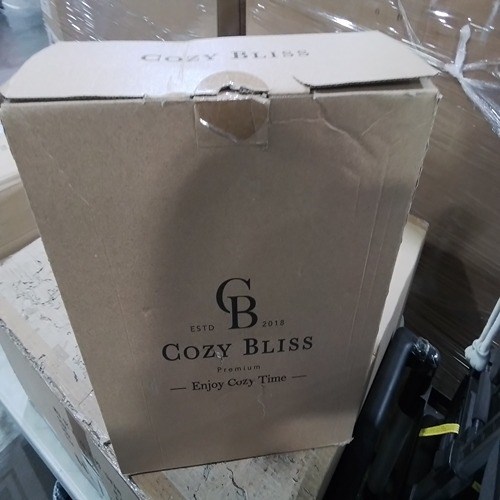 COZY BLISS
CB
ESTD 2018
COZY BLISS
Premium
— Enjoy Cozy Time —